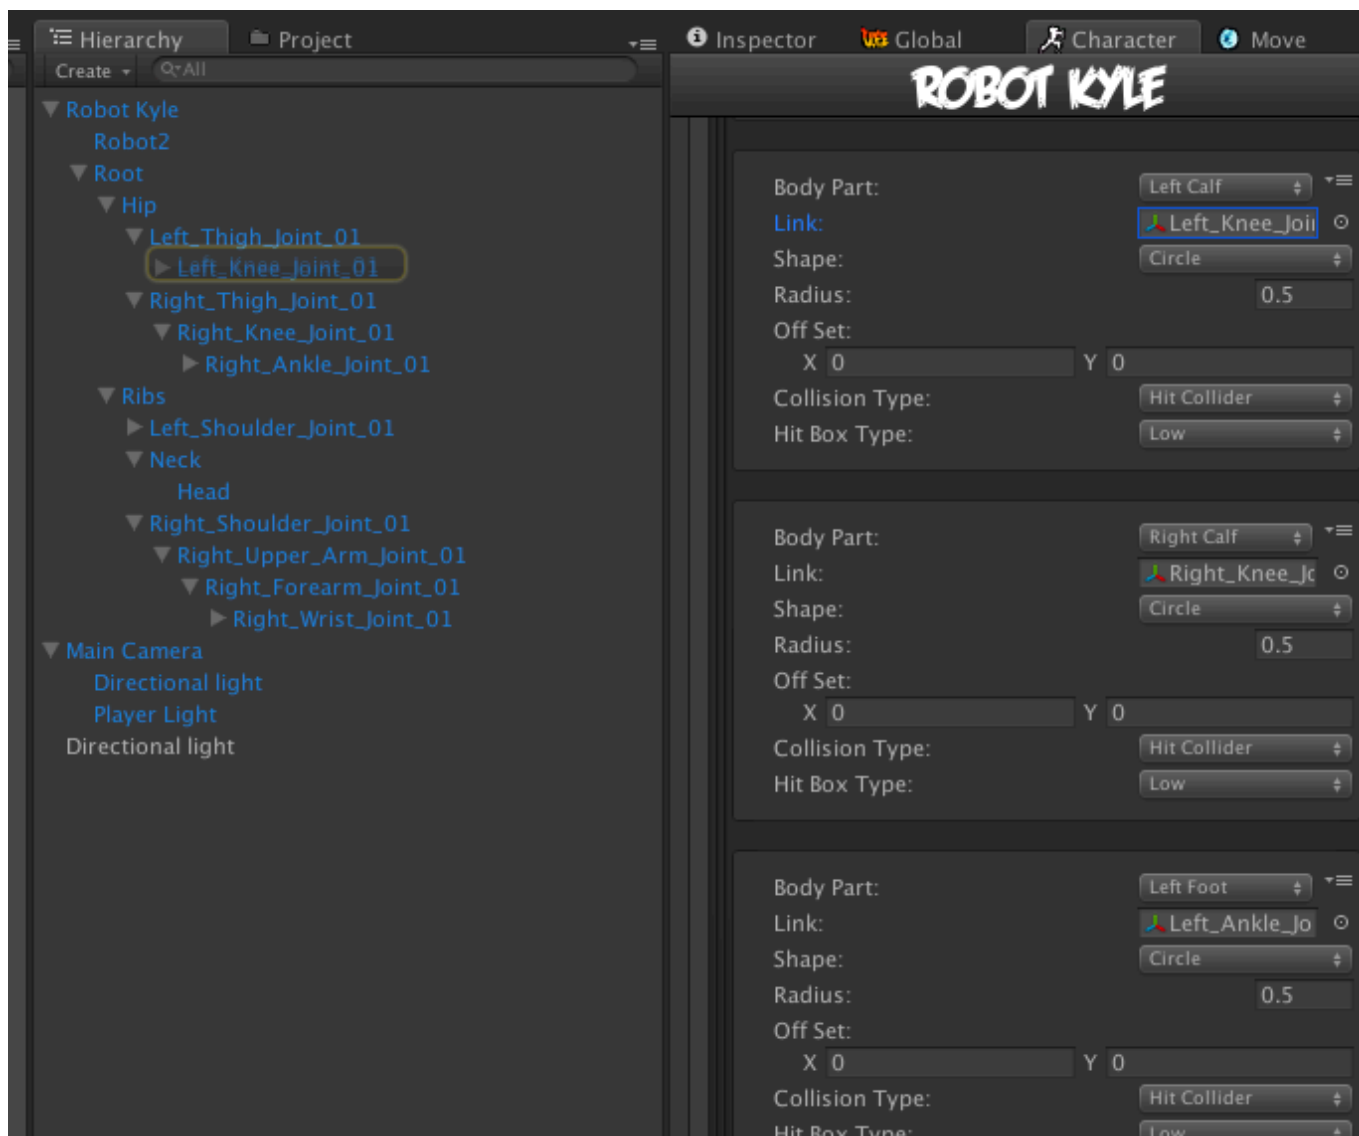 Hierarchy
Project
Create
All
Robot Kyle
Robot2
Root
Hip
Left_Thigh_Joint_01
Left_Knee_Joint_01
Right_Thigh_Joint_01
Right_Knee_Joint_01
Right_Ankle_Joint_01
Ribs
Left_Shoulder_Joint_01
Neck
Head
Right_Shoulder_Joint_01
Right_Upper_Arm_Joint_01
Right_Forearm_Joint_01
Right_Wrist_Joint_01
Main Camera
Directional light
Player Light
Directional light
Inspector
Global
Character
Move
ROBOT KYLE
Body Part: Left Calf
Link: Left_Knee_Joi
Shape: Circle
Radius: 0.5
Off Set:
X 0 Y 0
Collision Type: Hit Collider
Hit Box Type: Low
Body Part: Right Calf
Link: Right_Knee_Jo
Shape: Circle
Radius: 0.5
Off Set:
X 0 Y 0
Collision Type: Hit Collider
Hit Box Type: Low
Body Part: Left Foot
Link: Left_Ankle_Jo
Shape: Circle
Radius: 0.5
Off Set:
X 0 Y 0
Collision Type: Hit Collider
Hit Box Type: Low